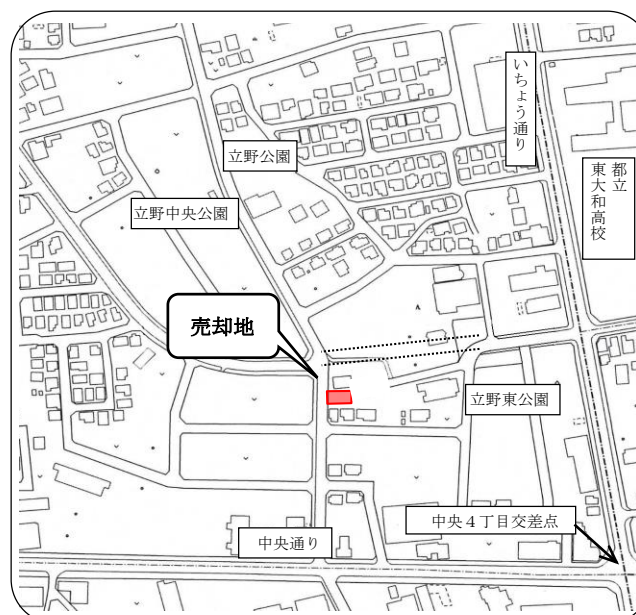 いちょう通り
都立
東大和高校
立野公園
立野中央公園
売却地
立野東公園
中央４丁目交差点
中央通り